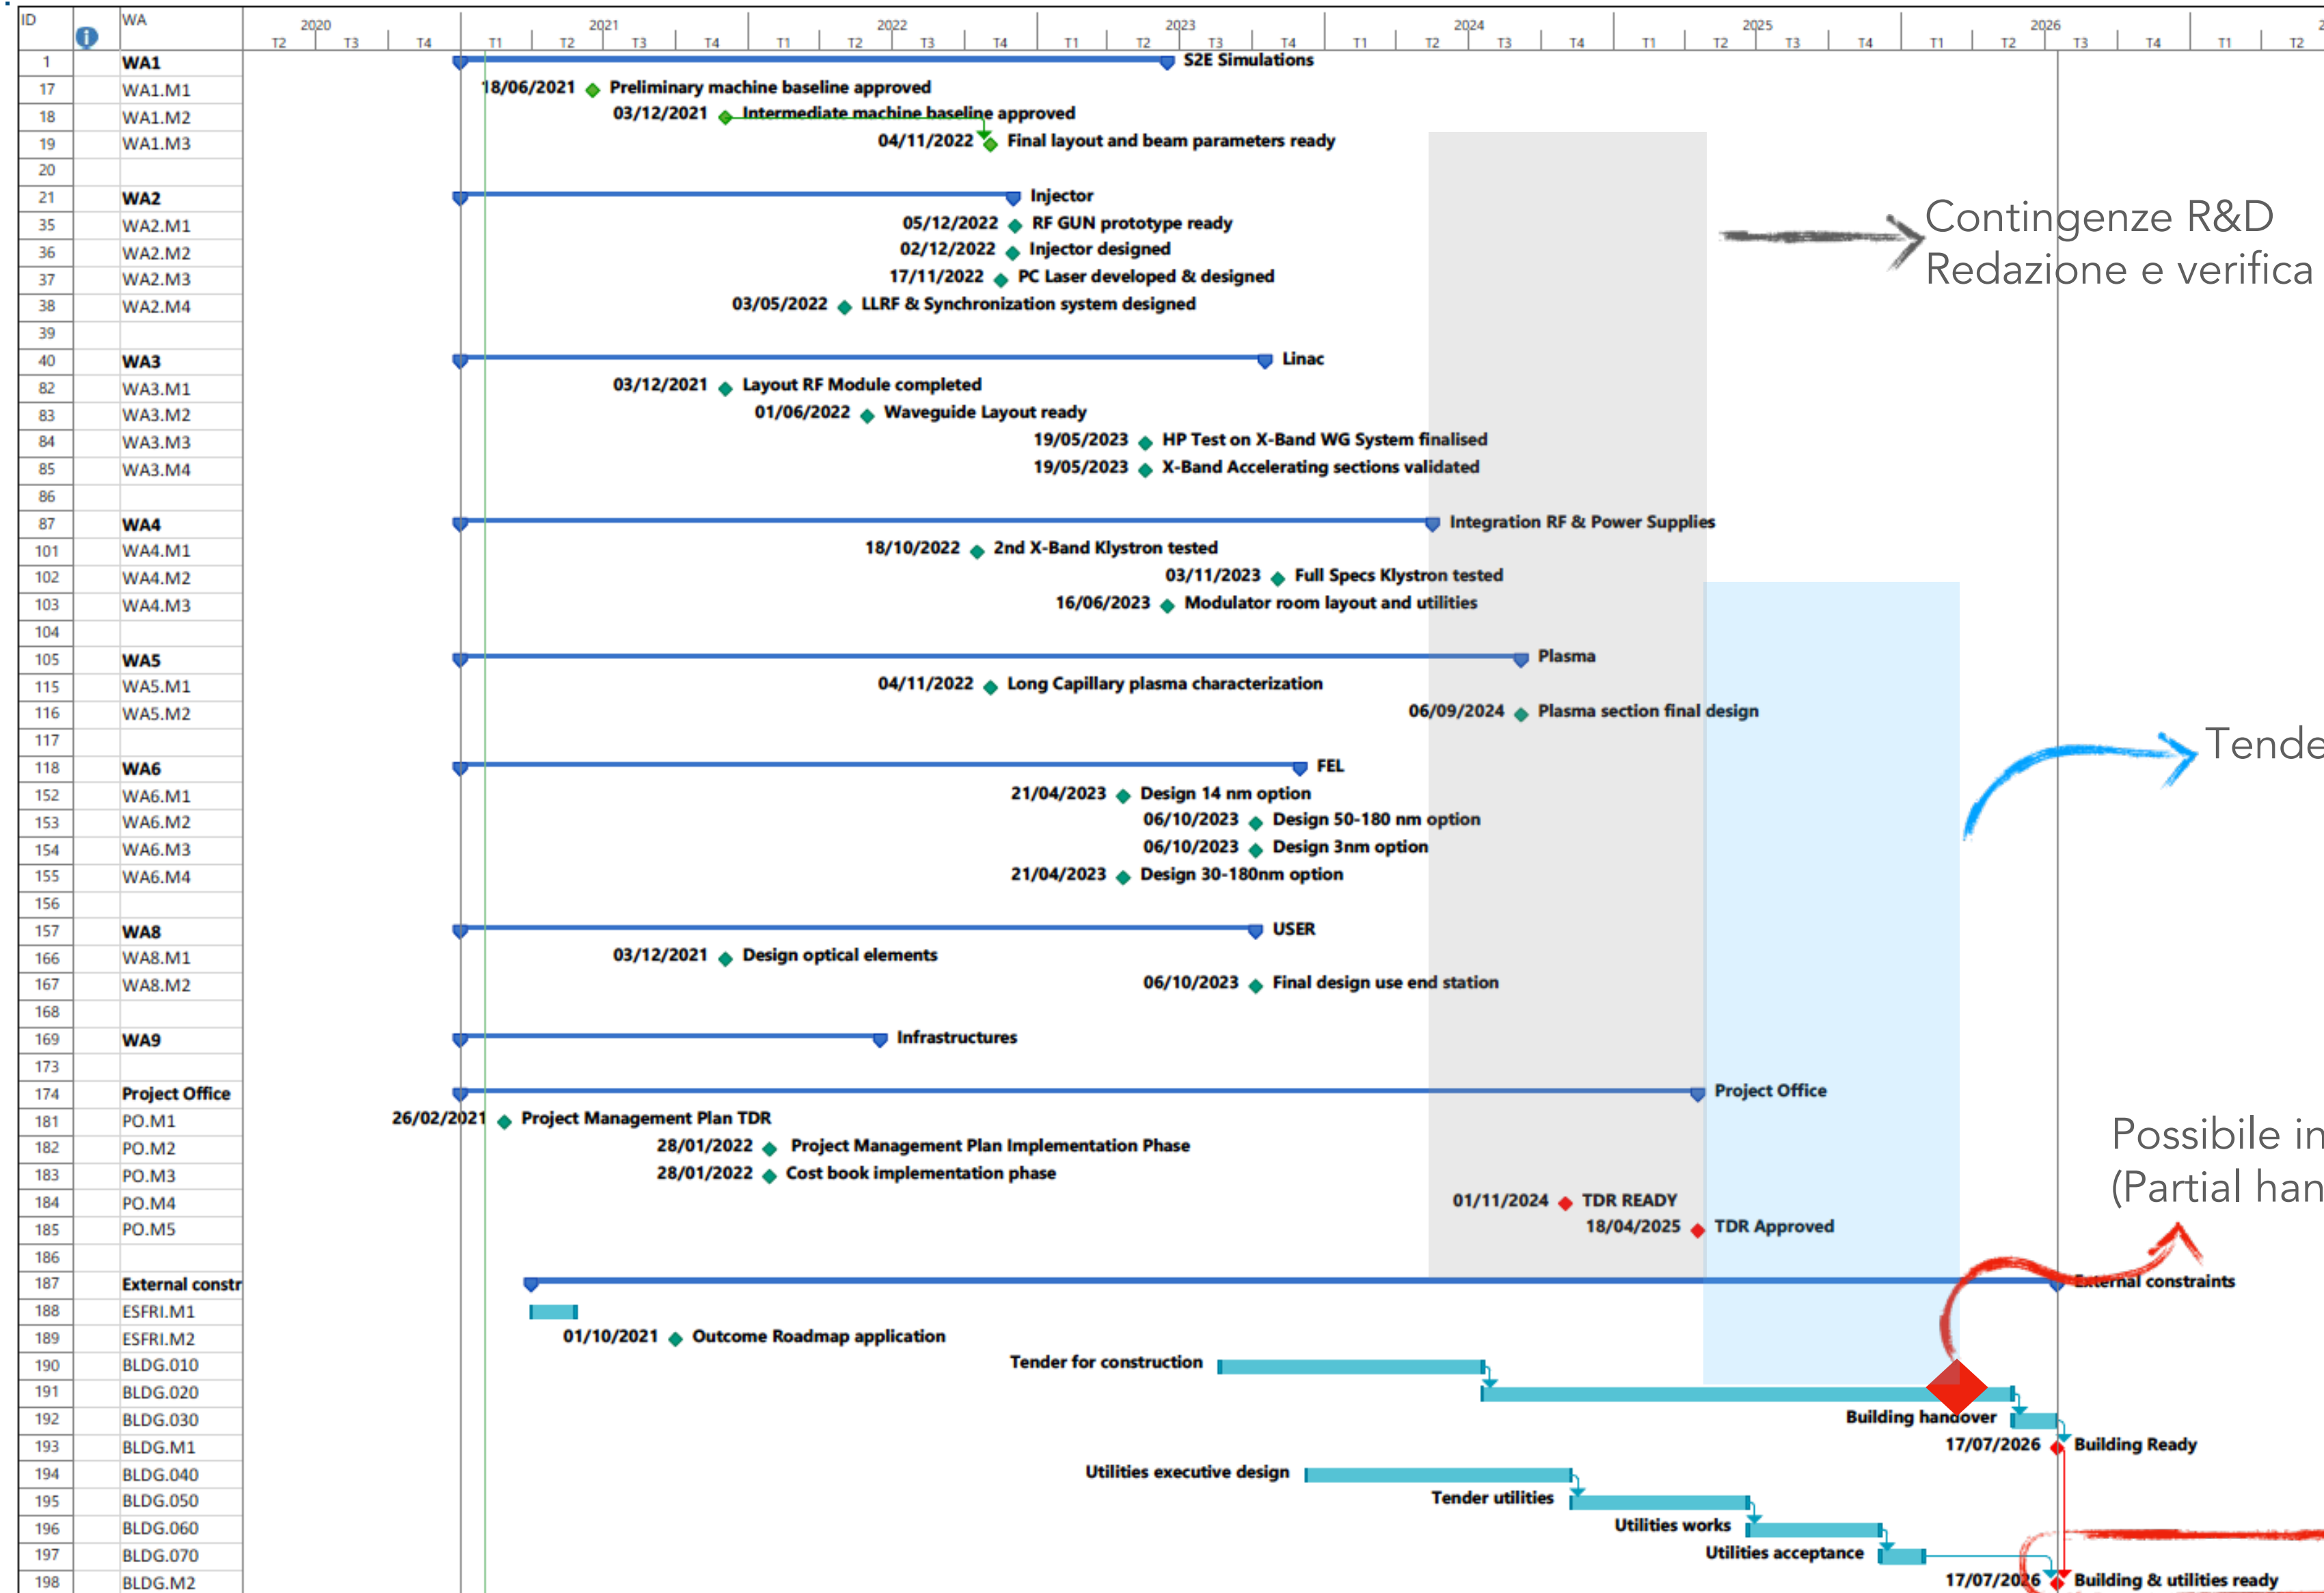 ID WA 2020 2021 2022 2023 2024 2025 2026
T2 T3 T4 T1 T2 T3 T4 T1 T2 T3 T4 T1 T2 T3 T4 T1 T2 T3 T4 T1 T2 T3 T4 T1 T2 T3 T4 T1 T2
1 WA1 S2E Simulations
17 WA1.M1 18/06/2021 Preliminary machine baseline approved
18 WA1.M2 03/12/2021 Intermediate machine baseline approved
19 WA1.M3 04/11/2022 Final layout and beam parameters ready
20
21 WA2 Injector
35 WA2.M1 05/12/2022 RF GUN prototype ready
36 WA2.M2 02/12/2022 Injector designed
37 WA2.M3 17/11/2022 PC Laser developed & designed
38 WA2.M4 03/05/2022 LLRF & Synchronization system designed
39
Contingenze R&D
Redazione e verifica
40 WA3 Linac
82 WA3.M1 03/12/2021 Layout RF Module completed
83 WA3.M2 01/06/2022 Waveguide Layout ready
84 WA3.M3 19/05/2023 HP Test on X-Band WG System finalised
85 WA3.M4 19/05/2023 X-Band Accelerating sections validated
86
87 WA4 Integration RF & Power Supplies
101 WA4.M1 18/10/2022 2nd X-Band Klystron tested
102 WA4.M2 03/11/2023 Full Specs Klystron tested
103 WA4.M3 16/06/2023 Modulator room layout and utilities
104
105 WA5 Plasma
115 WA5.M1 04/11/2022 Long Capillary plasma characterization
116 WA5.M2 06/09/2024 Plasma section final design
117
Tende
118 WA6 FEL
152 WA6.M1 21/04/2023 Design 14 nm option
153 WA6.M2 06/10/2023 Design 50-180 nm option
154 WA6.M3 06/10/2023 Design 3nm option
155 WA6.M4 21/04/2023 Design 30-180nm option
156
157 WA8 USER
166 WA8.M1 03/12/2021 Design optical elements
167 WA8.M2 06/10/2023 Final design use end station
168
169 WA9 Infrastructures
173
174 Project Office Project Office
181 PO.M1 26/02/2021 Project Management Plan TDR
182 PO.M2 28/01/2022 Project Management Plan Implementation Phase
183 PO.M3 28/01/2022 Cost book implementation phase
184 PO.M4 01/11/2024 TDR READY
185 PO.M5 18/04/2025 TDR Approved
186
Possibile in
(Partial han
187 External constr External constraints
188 ESFRI.M1
189 ESFRI.M2 01/10/2021 Outcome Roadmap application
190 BLDG.010 Tender for construction
191 BLDG.020
192 BLDG.030 Building handover
193 BLDG.M1 17/07/2026 Building Ready
194 BLDG.040 Utilities executive design
195 BLDG.050 Tender utilities
196 BLDG.060 Utilities works
197 BLDG.070 Utilities acceptance
198 BLDG.M2 17/07/2026 Building & utilities ready